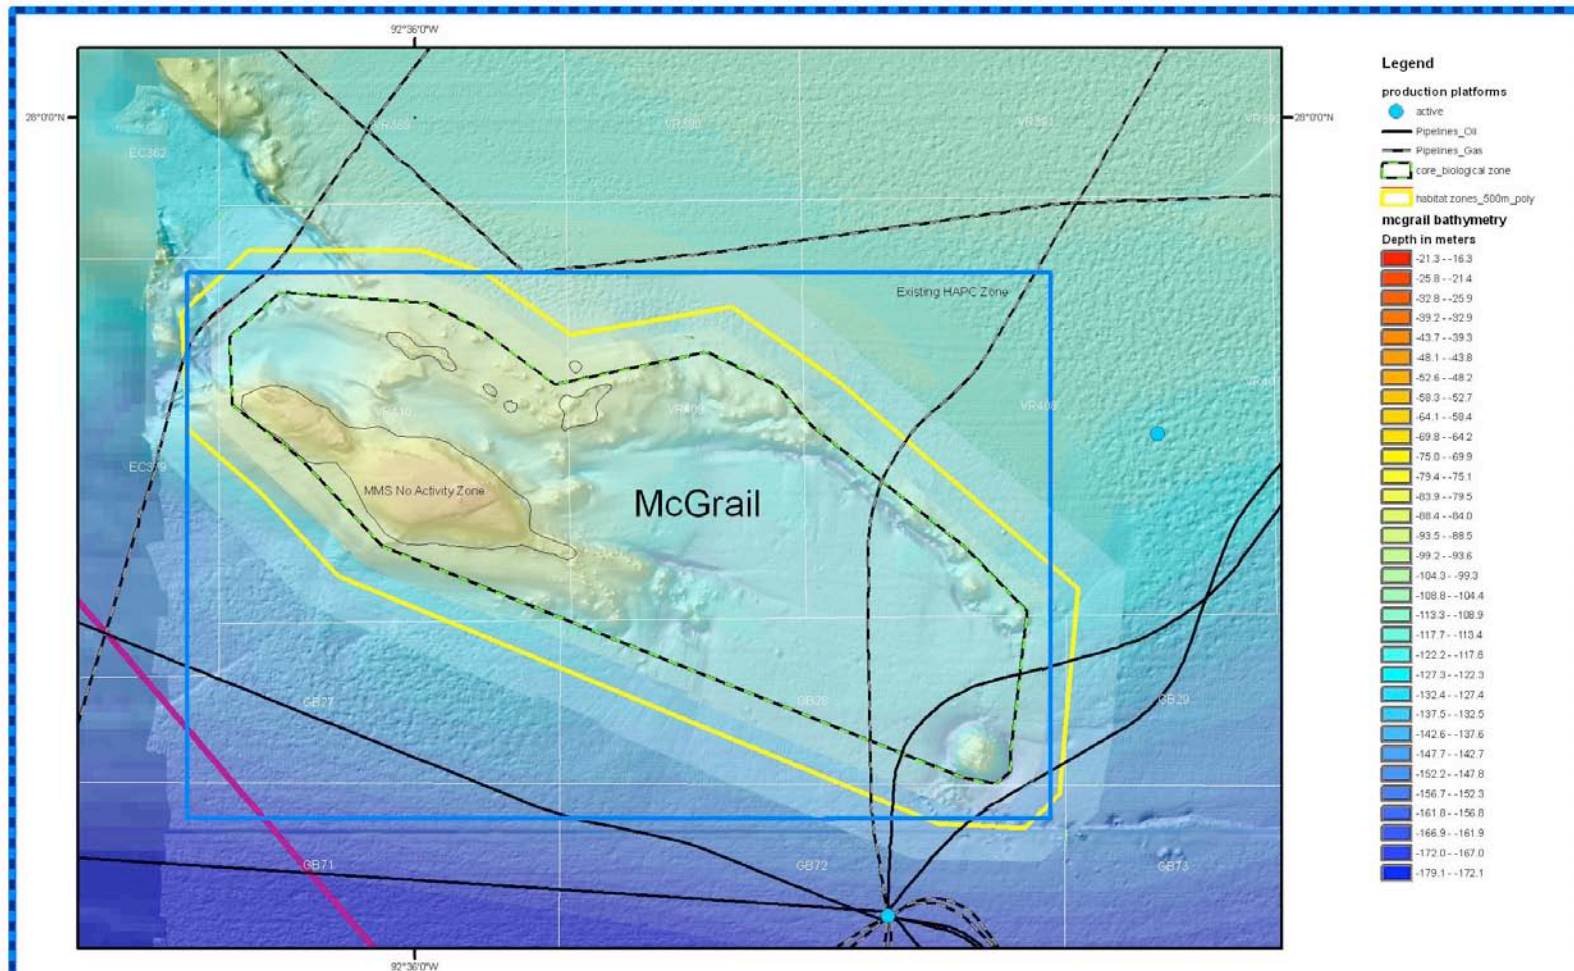 92°36'0"W
28°0'0"N
28°0'0"N
VR389
VR390
VR391
EC362
Existing HAPC Zone
VR410
VR409
VR408
MMS No Activity Zone
McGrail
GB27
GB28
GB29
GB71
GB72
GB73
92°36'0"W
Legend
production platforms
active
Pipelines_Oil
Pipelines_Gas
core_biological zone
habitat zones_500m_poly
mcgrail bathymetry
Depth in meters
-21.3 - -16.3
-25.8 - -21.4
-32.8 - -25.9
-39.2 - -32.9
-43.7 - -39.3
-48.1 - -43.8
-52.6 - -48.2
-58.3 - -52.7
-64.1 - -58.4
-69.8 - -64.2
-75.0 - -69.9
-79.4 - -75.1
-83.9 - -79.5
-88.4 - -84.0
-93.5 - -88.5
-99.2 - -93.6
-104.3 - -99.3
-108.8 - -104.4
-113.3 - -108.9
-117.7 - -113.4
-122.2 - -117.8
-127.3 - -122.3
-132.4 - -127.4
-137.5 - -132.5
-142.6 - -137.6
-147.7 - -142.7
-152.2 - -147.8
-156.7 - -152.3
-161.8 - -156.8
-166.9 - -161.9
-172.0 - -167.0
-179.1 - -172.1